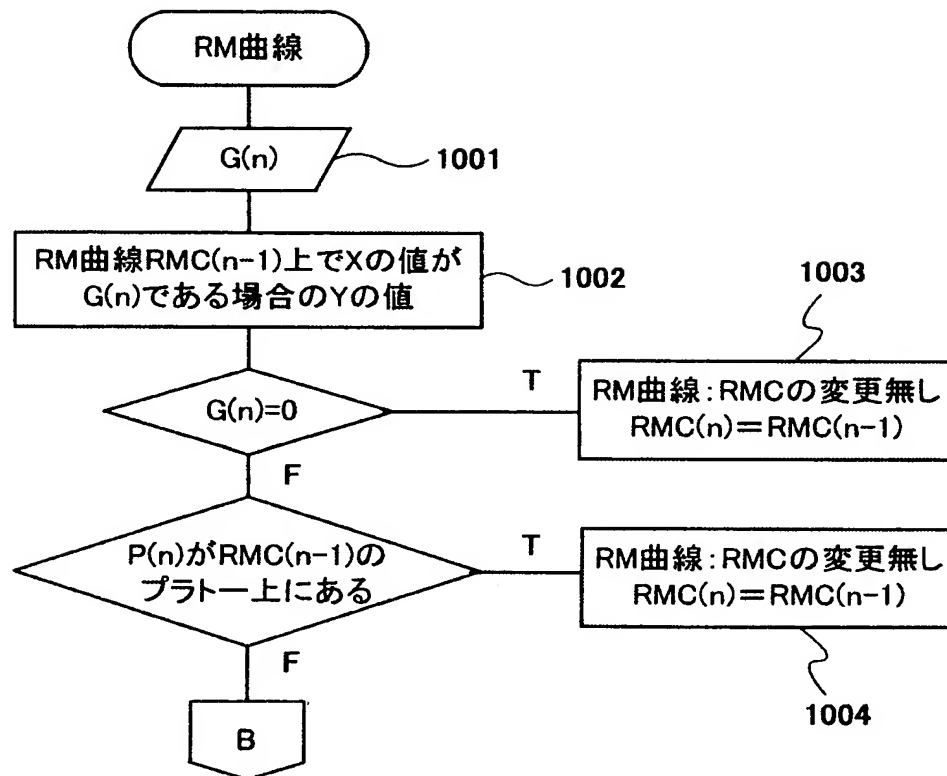 RM曲線
G(n)
1001
RM曲線RMC(n-1)上でXの値が
G(n)である場合のYの値
1002
1003
G(n)=0
T
RM曲線:RMCの変更無し
RMC(n)=RMC(n-1)
F
P(n)がRMC(n-1)の
プラトー上にある
T
RM曲線:RMCの変更無し
RMC(n)=RMC(n-1)
F
1004
B